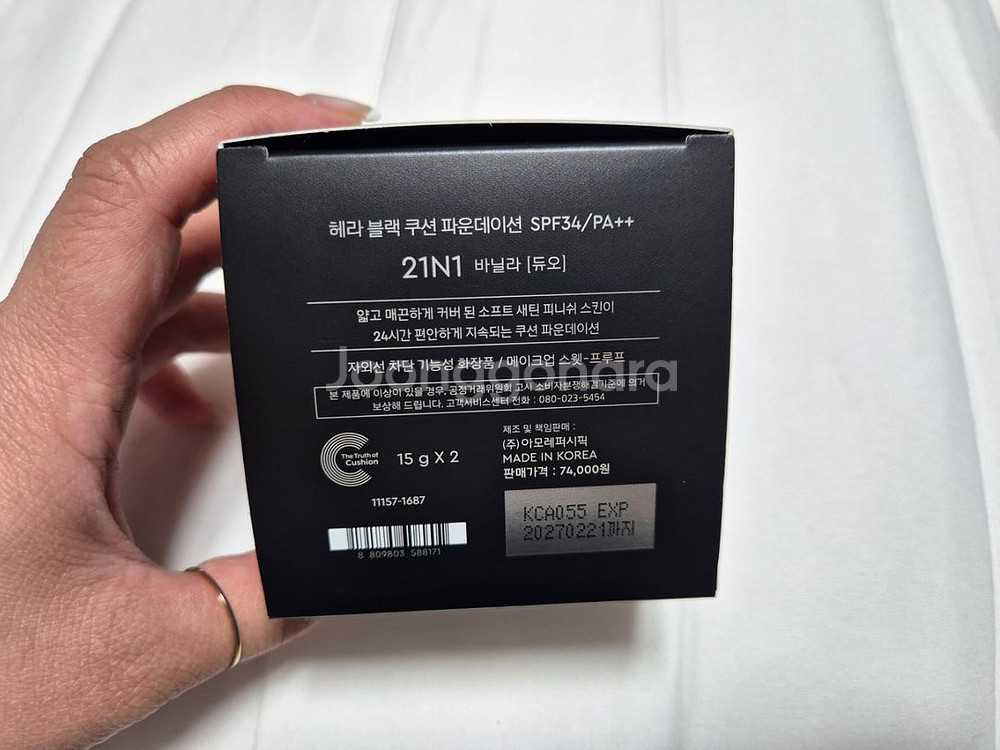 헤라 블랙 쿠션 파운데이션 SPF34/PA++
21N1 바닐라 [듀오]
얇고 매끈하게 커버 된 소프트 새틴 피니쉬 스킨이
24시간 편안하게 지속되는 쿠션 파운데이션
자외선 차단 기능성 화장품 / 메이크업 스웻-프루프
Joonggonara
본 제품에 이상이 있을 경우, 공정거래위원회 고시 소비자분쟁해결기준에 의거
보상해 드립니다. 고객서비스센터 전화 : 080-023-5454
The Truth of
Cushion
15 g X 2
제조 및 책임판매 :
(주)아모레퍼시픽
MADE IN KOREA
판매가격 : 74,000원
11157-1687
8 809803 588171
KCA055 EXP
20270221까지